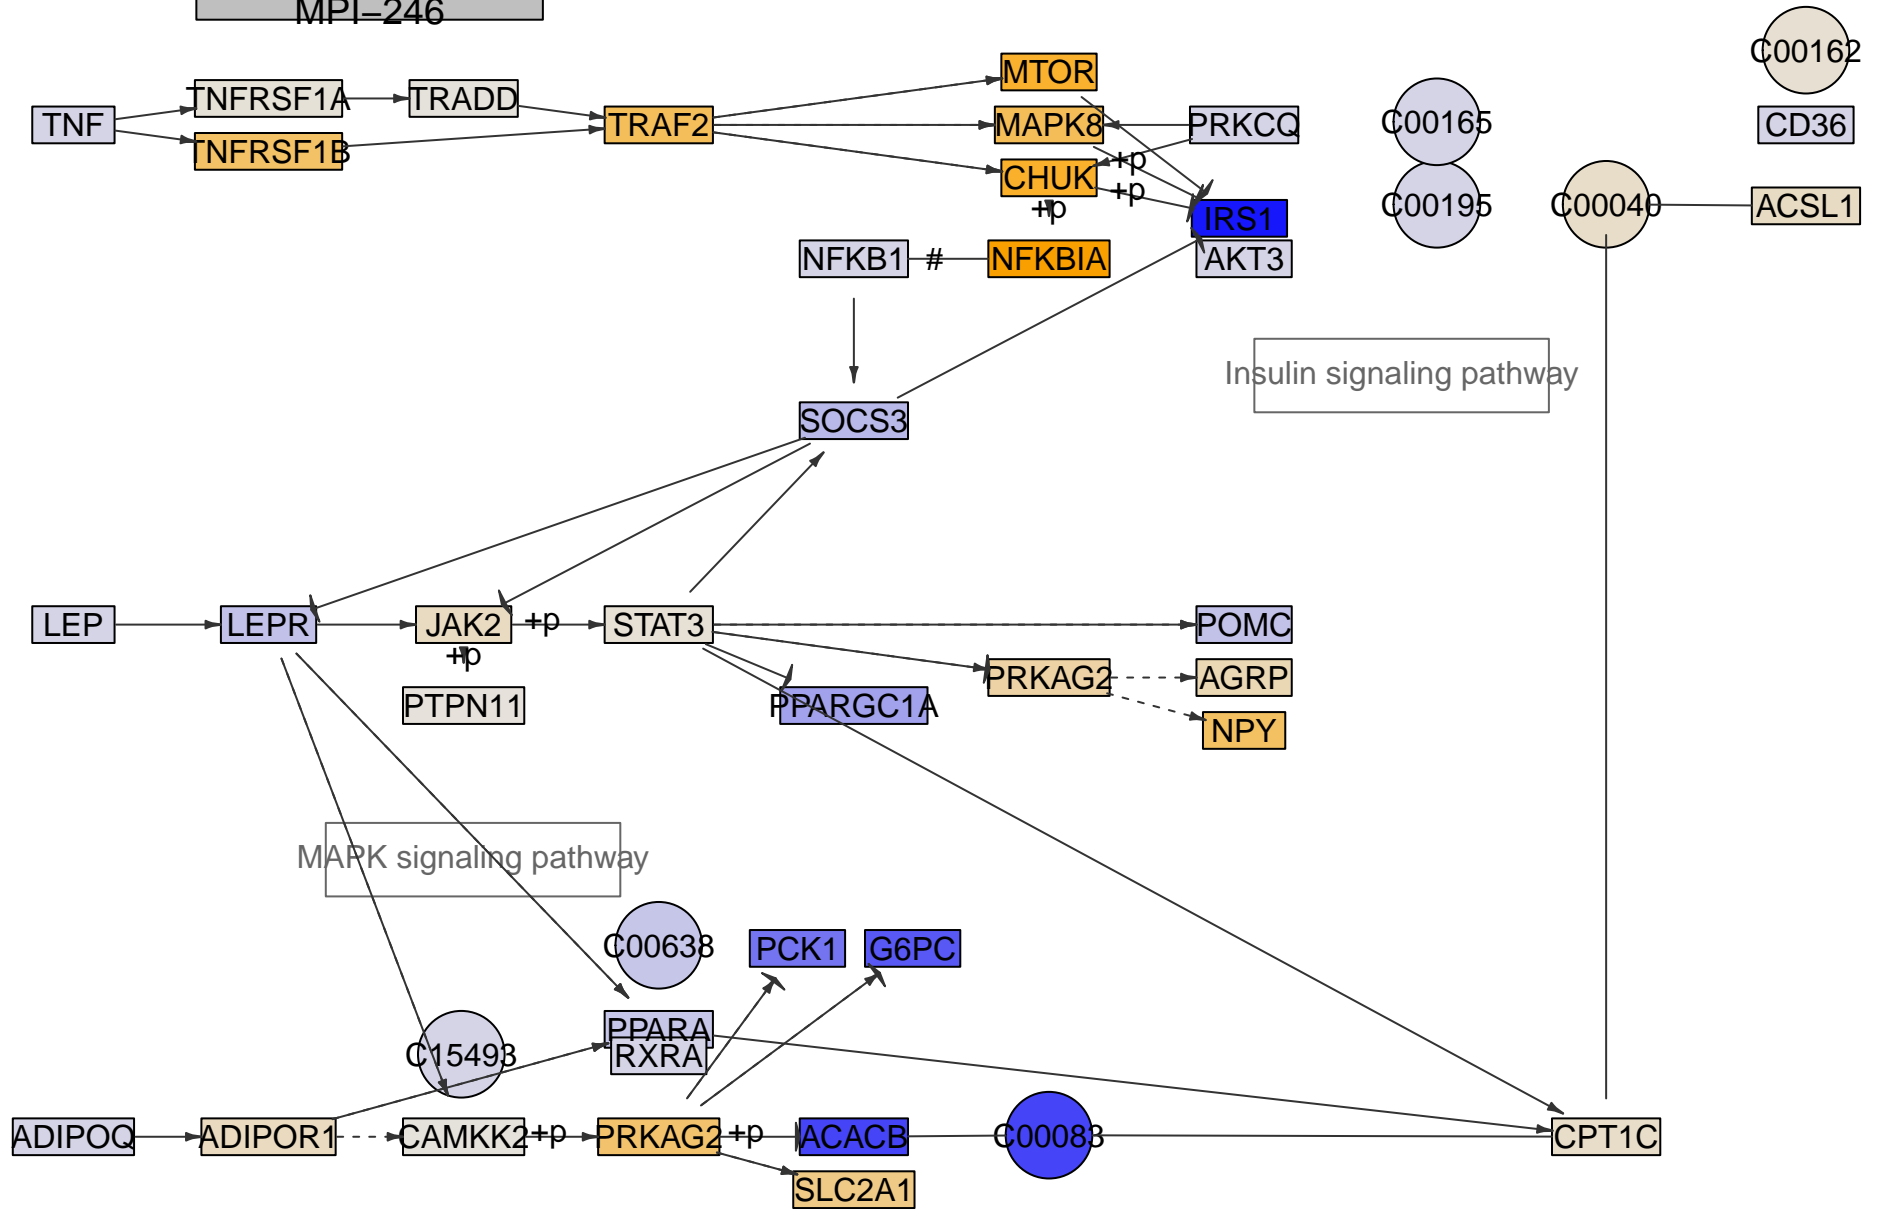 MPI–246
C00162
TNFRSF1A
TRADD
MTOR
TNF
TRAF2
MAPK8
PRKCQ
C00165
CD36
TNFRSF1B
+p
CHUK
+p
+p
C00195
C00040
ACSL1
IRS1
NFKB1
#
NFKBIA
AKT3
Insulin signaling pathway
SOCS3
LEP
LEPR
JAK2
+p
STAT3
POMC
+p
PRKAG2
AGRP
PTPN11
PPARGC1A
NPY
MAPK signaling pathway
C00638
PCK1
G6PC
PPARA
C15493
RXRA
ADIPOQ
ADIPOR1
CAMKK2
+p
PRKAG2
+p
ACACB
C00083
CPT1C
SLC2A1